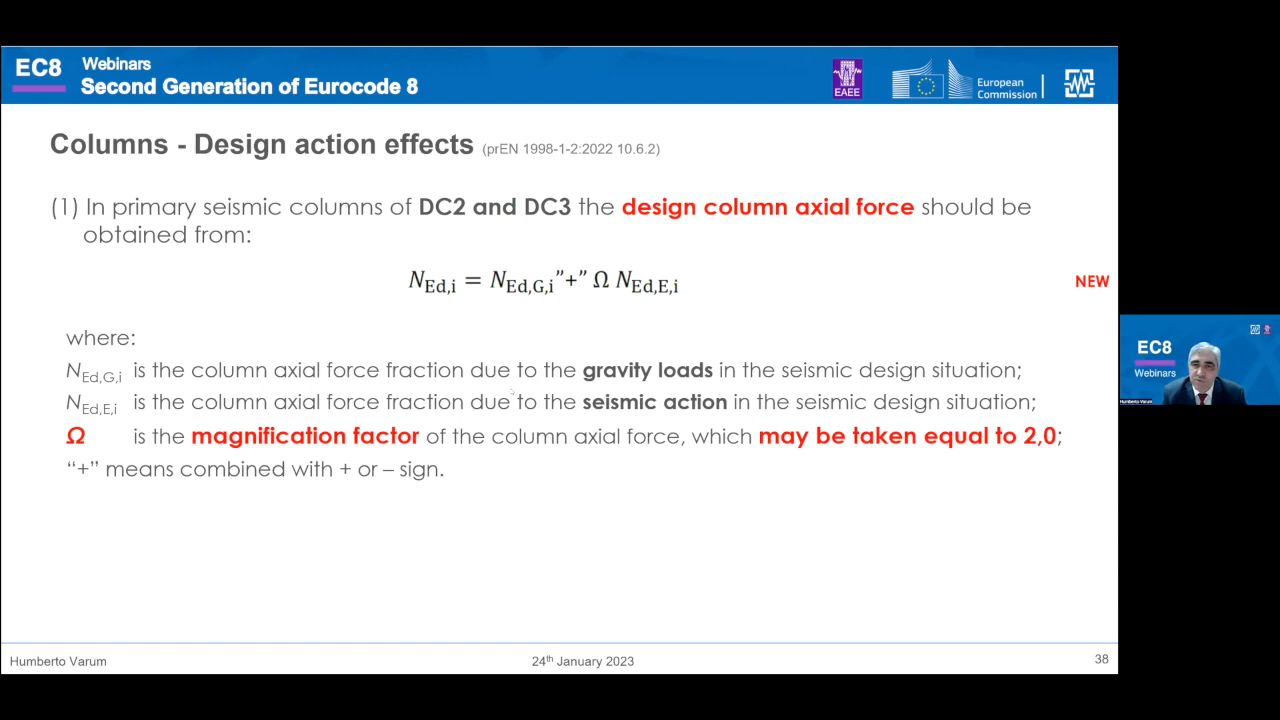 EC8
Webinars
Second Generation of Eurocode 8
EAEE
European
Commission
Columns - Design action effects (prEN 1998-1-2:2022 10.6.2)
(1) In primary seismic columns of DC2 and DC3 the design column axial force should be
obtained from:
N_Ed,i = N_Ed,G,i ”+” Ω N_Ed,E,i
NEW
where:
N_Ed,G,i is the column axial force fraction due to the gravity loads in the seismic design situation;
N_Ed,E,i is the column axial force fraction due to the seismic action in the seismic design situation;
Ω is the magnification factor of the column axial force, which may be taken equal to 2,0;
“+” means combined with + or – sign.
Humberto Varum
24th January 2023
38
EC8
Webinars
Humberto Varum